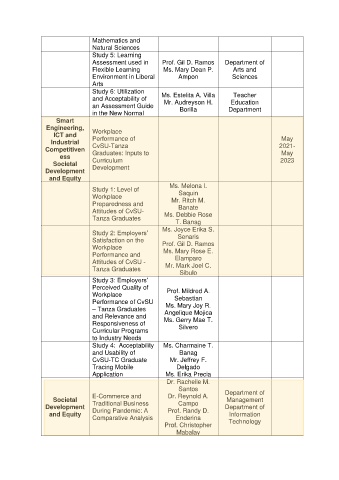 Mathematics and
Natural Sciences
Study 5: Learning
Assessment used in
Flexible Learning
Environment in Liberal
Arts
Prof. Gil D. Ramos
Ms. Mary Dean P.
Ampon
Department of
Arts and
Sciences
Study 6: Utilization
and Acceptability of
an Assessment Guide
in the New Normal
Ms. Estelita A. Villa
Mr. Audreyson H.
Borilla
Teacher
Education
Department
Smart
Engineering,
ICT and
Industrial
Competitiven
ess
Societal
Development
and Equity
Workplace
Performance of
CvSU-Tanza
Graduates: Inputs to
Curriculum
Development
May
2021-
May
2023
Study 1: Level of
Workplace
Preparedness and
Attitudes of CvSU-
Tanza Graduates
Ms. Melona I.
Saquin
Mr. Ritch M.
Banate
Ms. Debbie Rose
T. Banag
Study 2: Employers'
Satisfaction on the
Workplace
Performance and
Attitudes of CvSU -
Tanza Graduates
Ms. Joyce Erika S.
Senaris
Prof. Gil D. Ramos
Ms. Mary Rose E.
Elamparo
Mr. Mark Joel C.
Sibulo
Study 3: Employers'
Perceived Quality of
Workplace
Performance of CvSU
– Tanza Graduates
and Relevance and
Responsiveness of
Curricular Programs
to Industry Needs
Prof. Mildred A.
Sebastian
Ms. Mary Joy R.
Angelique Mojica
Ms. Gerry Mae T.
Silvero
Study 4: Acceptability
and Usability of
CvSU-TC Graduate
Tracing Mobile
Application
Ms. Charmaine T.
Banag
Mr. Jeffrey F.
Delgado
Ms. Erika Precia
Societal
Development
and Equity
E-Commerce and
Traditional Business
During Pandemic: A
Comparative Analysis
Dr. Rachelle M.
Santos
Dr. Reynold A.
Campo
Prof. Randy D.
Enderina
Prof. Christopher
Mabalay
Department of
Management
Department of
Information
Technology